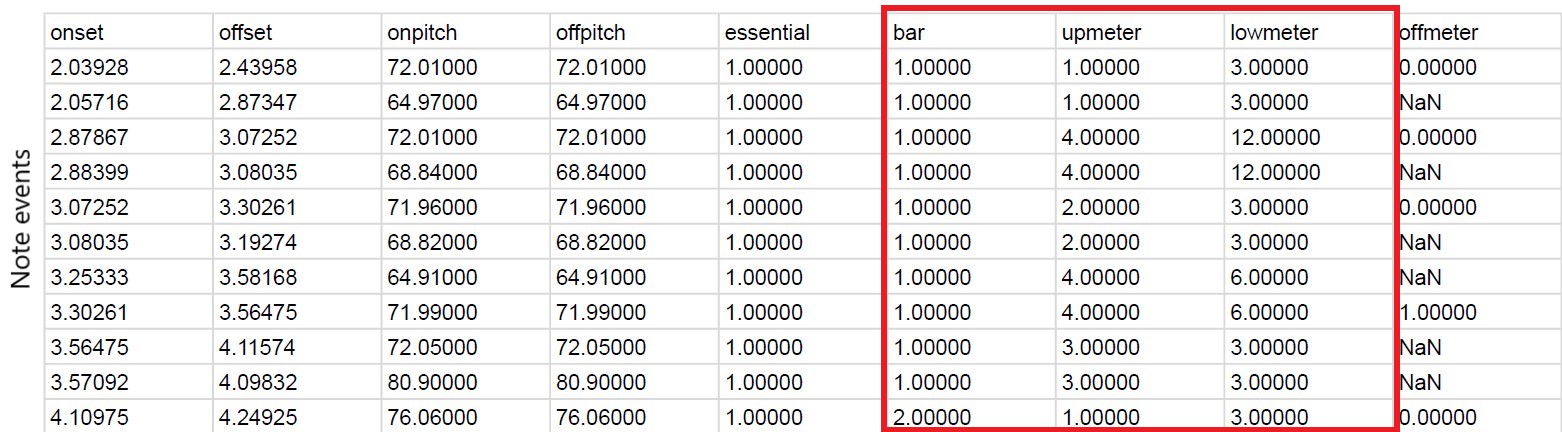 Note events
onset offset onpitch offpitch essential bar upmeter lowmeter offmeter
2.03928 2.43958 72.01000 72.01000 1.00000 1.00000 1.00000 3.00000 0.00000
2.05716 2.87347 64.97000 64.97000 1.00000 1.00000 1.00000 3.00000 NaN
2.87867 3.07252 72.01000 72.01000 1.00000 1.00000 4.00000 12.00000 0.00000
2.88399 3.08035 68.84000 68.84000 1.00000 1.00000 4.00000 12.00000 NaN
3.07252 3.30261 71.96000 71.96000 1.00000 1.00000 2.00000 3.00000 0.00000
3.08035 3.19274 68.82000 68.82000 1.00000 1.00000 2.00000 3.00000 NaN
3.25333 3.58168 64.91000 64.91000 1.00000 1.00000 4.00000 6.00000 NaN
3.30261 3.56475 71.99000 71.99000 1.00000 1.00000 4.00000 6.00000 1.00000
3.56475 4.11574 72.05000 72.05000 1.00000 1.00000 3.00000 3.00000 NaN
3.57092 4.09832 80.90000 80.90000 1.00000 1.00000 3.00000 3.00000 NaN
4.10975 4.24925 76.06000 76.06000 1.00000 2.00000 1.00000 3.00000 0.00000